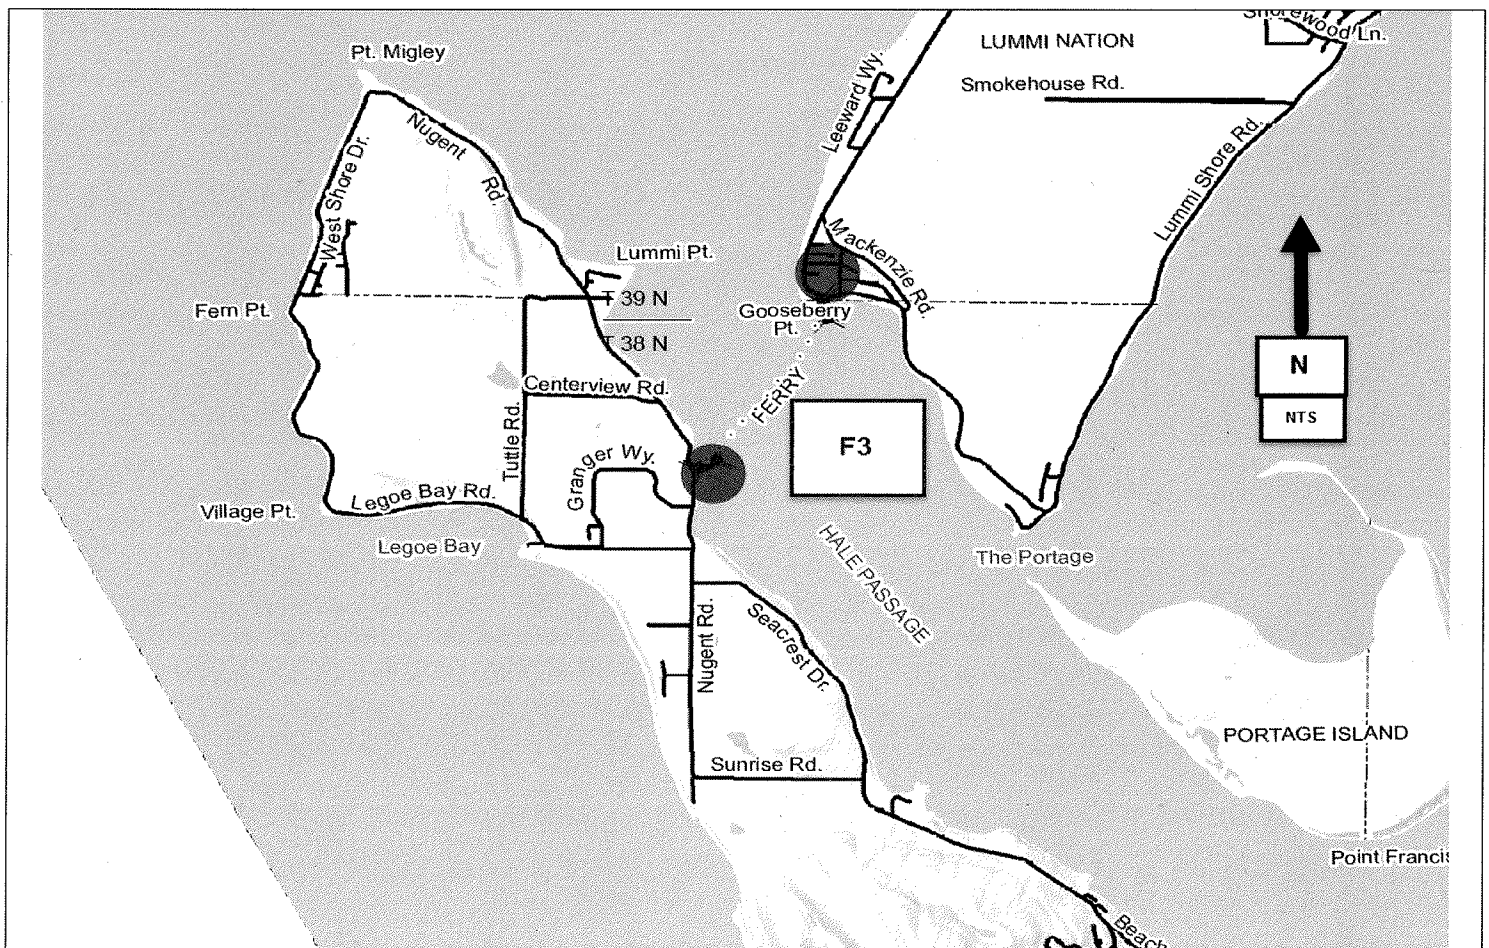 Shorewood Ln.
Pt. Migley
LUMMI NATION
Leeward Wy.
Smokehouse Rd.
Nugent
Rd.
West Shore Dr.
Lummi Shore Rd.
Mackenzie Rd.
Lummi Pt.
Fern Pt.
T 39 N
T 38 N
Gooseberry
Pt.
N
NTS
FERRY
Centerview Rd.
Tuttle Rd.
Granger Wy.
F3
Legoe Bay Rd.
Village Pt.
Legoe Bay
HALE PASSAGE
The Portage
Nugent Rd.
Seacrest Dr.
PORTAGE ISLAND
Sunrise Rd.
Point Francis
Beach